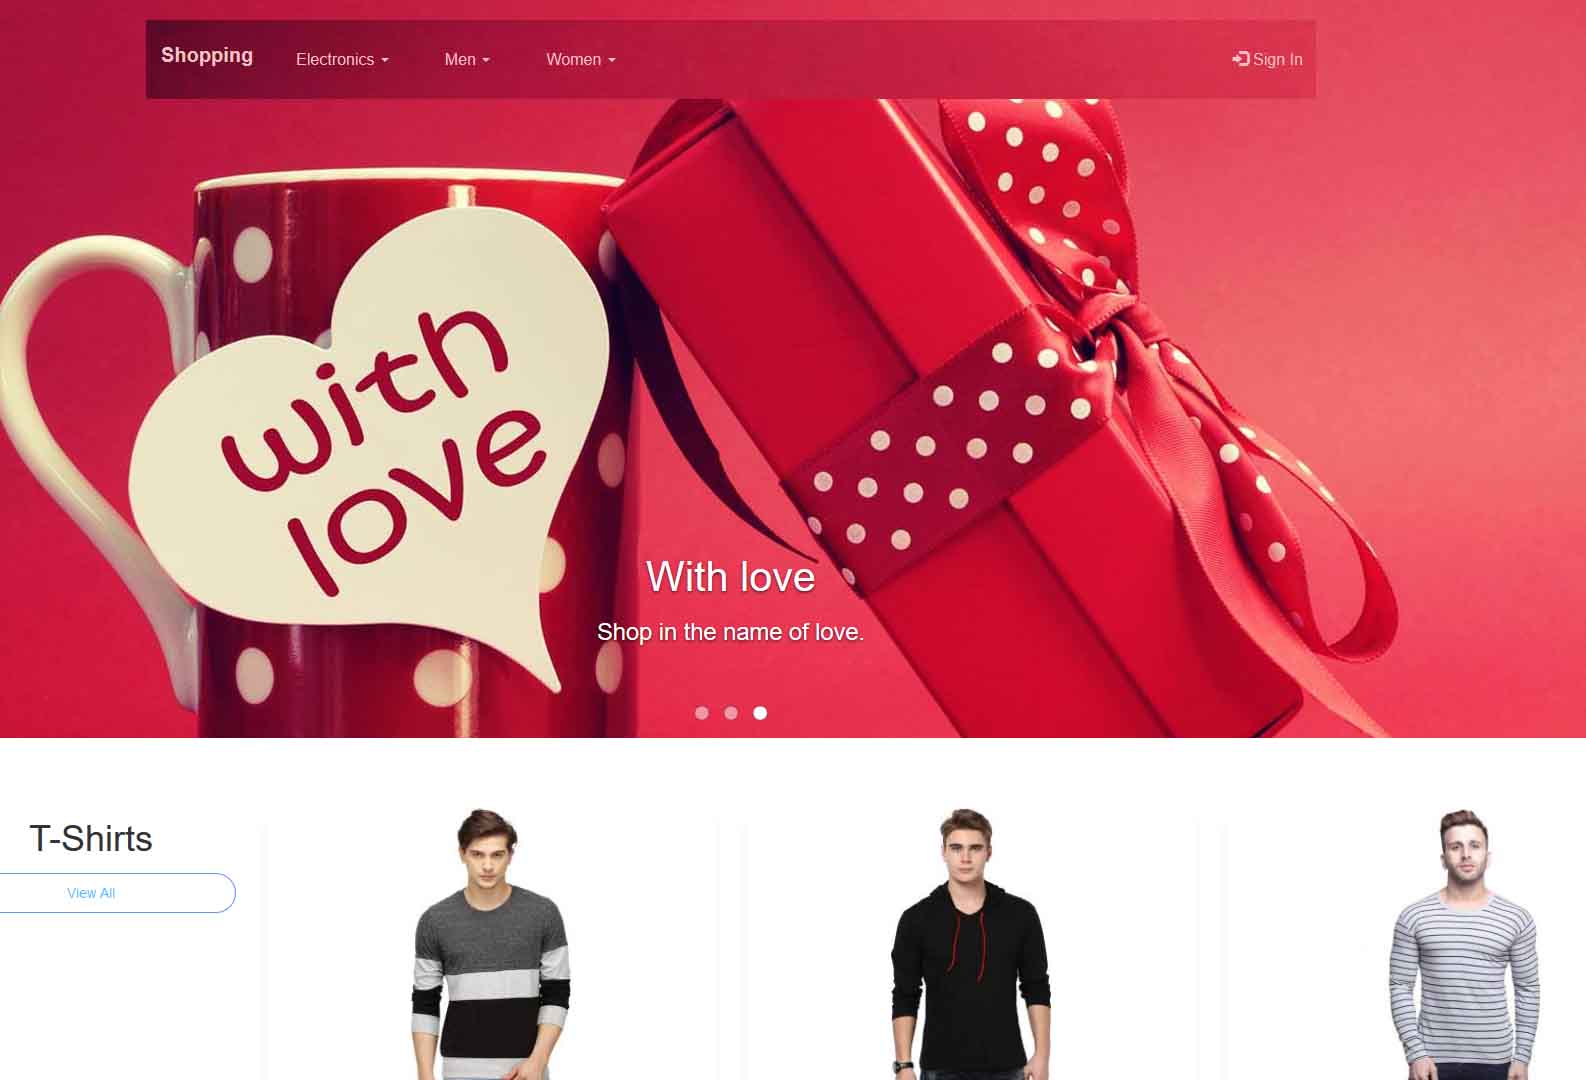 Shopping
Electronics
Men
Women
Sign In
with
love
With love
Shop in the name of love.
T-Shirts
View All